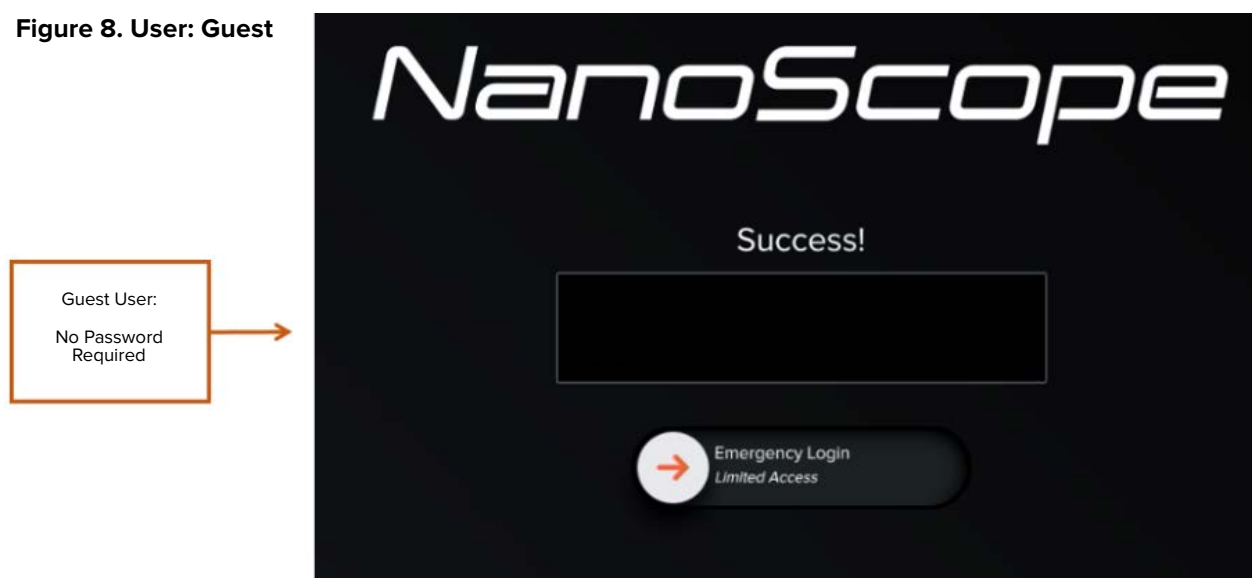 Figure 8. User: Guest
NanoScope
Success!
Guest User:
No Password
Required
Emergency Login
Limited Access